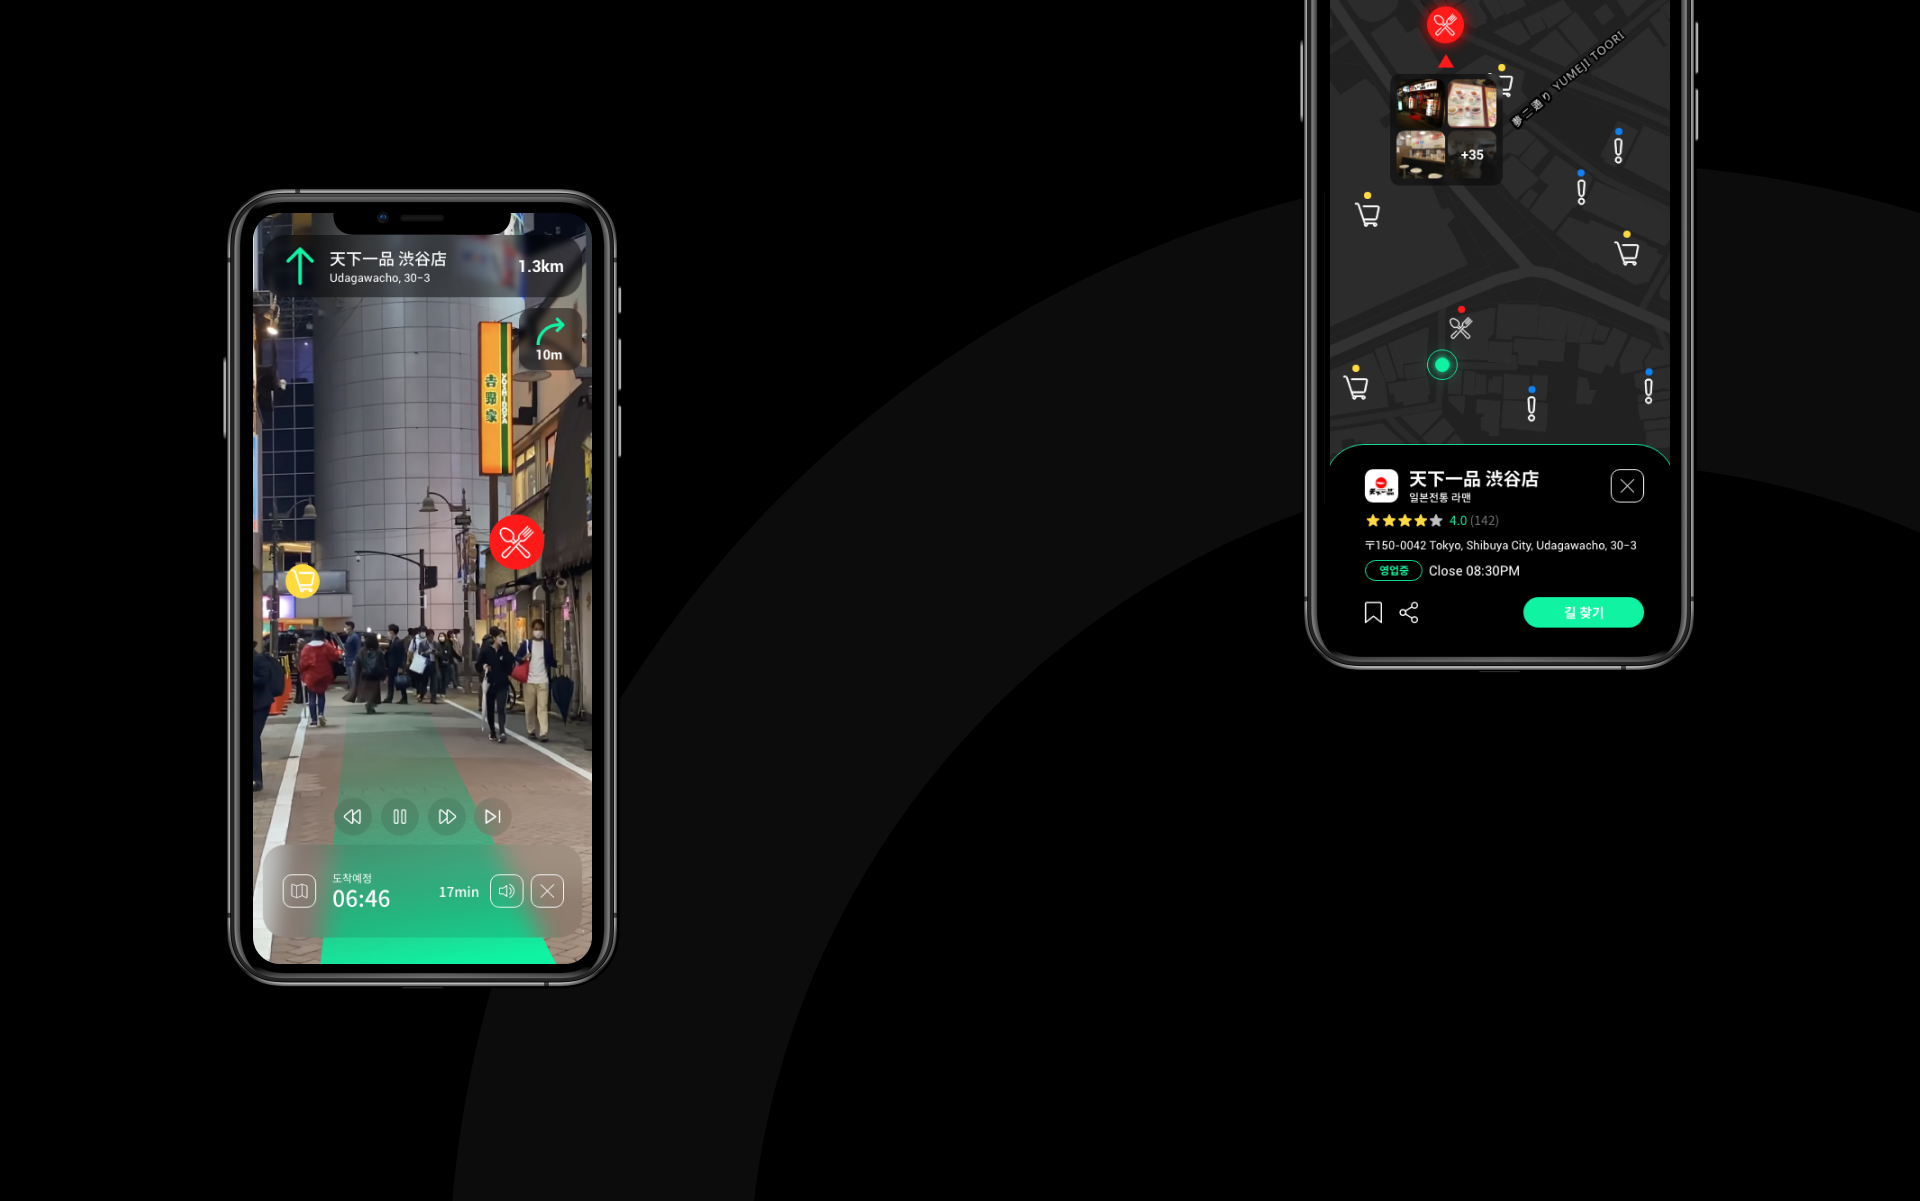 天下一品 渋谷店
Udagawacho, 30-3
1.3km
10m
吉野家
YOSHINOYA
도착예정
06:46
17min
夢二通り YUMEJI TOORI
+35
天下一品 渋谷店
일본전통 라맨
4.0 (142)
〒150-0042 Tokyo, Shibuya City, Udagawacho, 30-3
영업중 Close 08:30PM
길 찾기